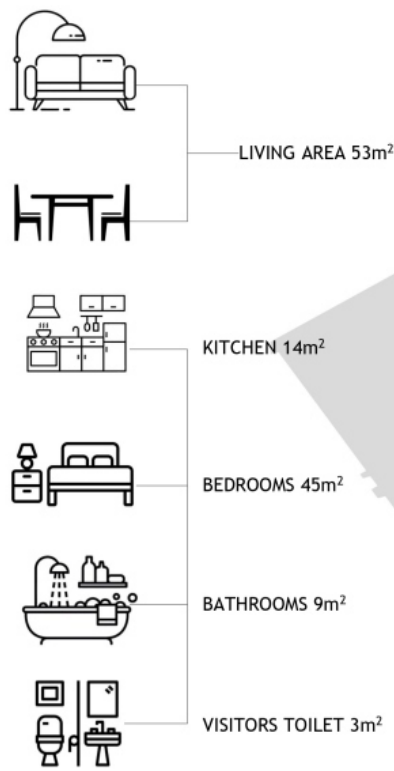 LIVING AREA 53m²
KITCHEN 14m²
BEDROOMS 45m²
BATHROOMS 9m²
VISITORS TOILET 3m²